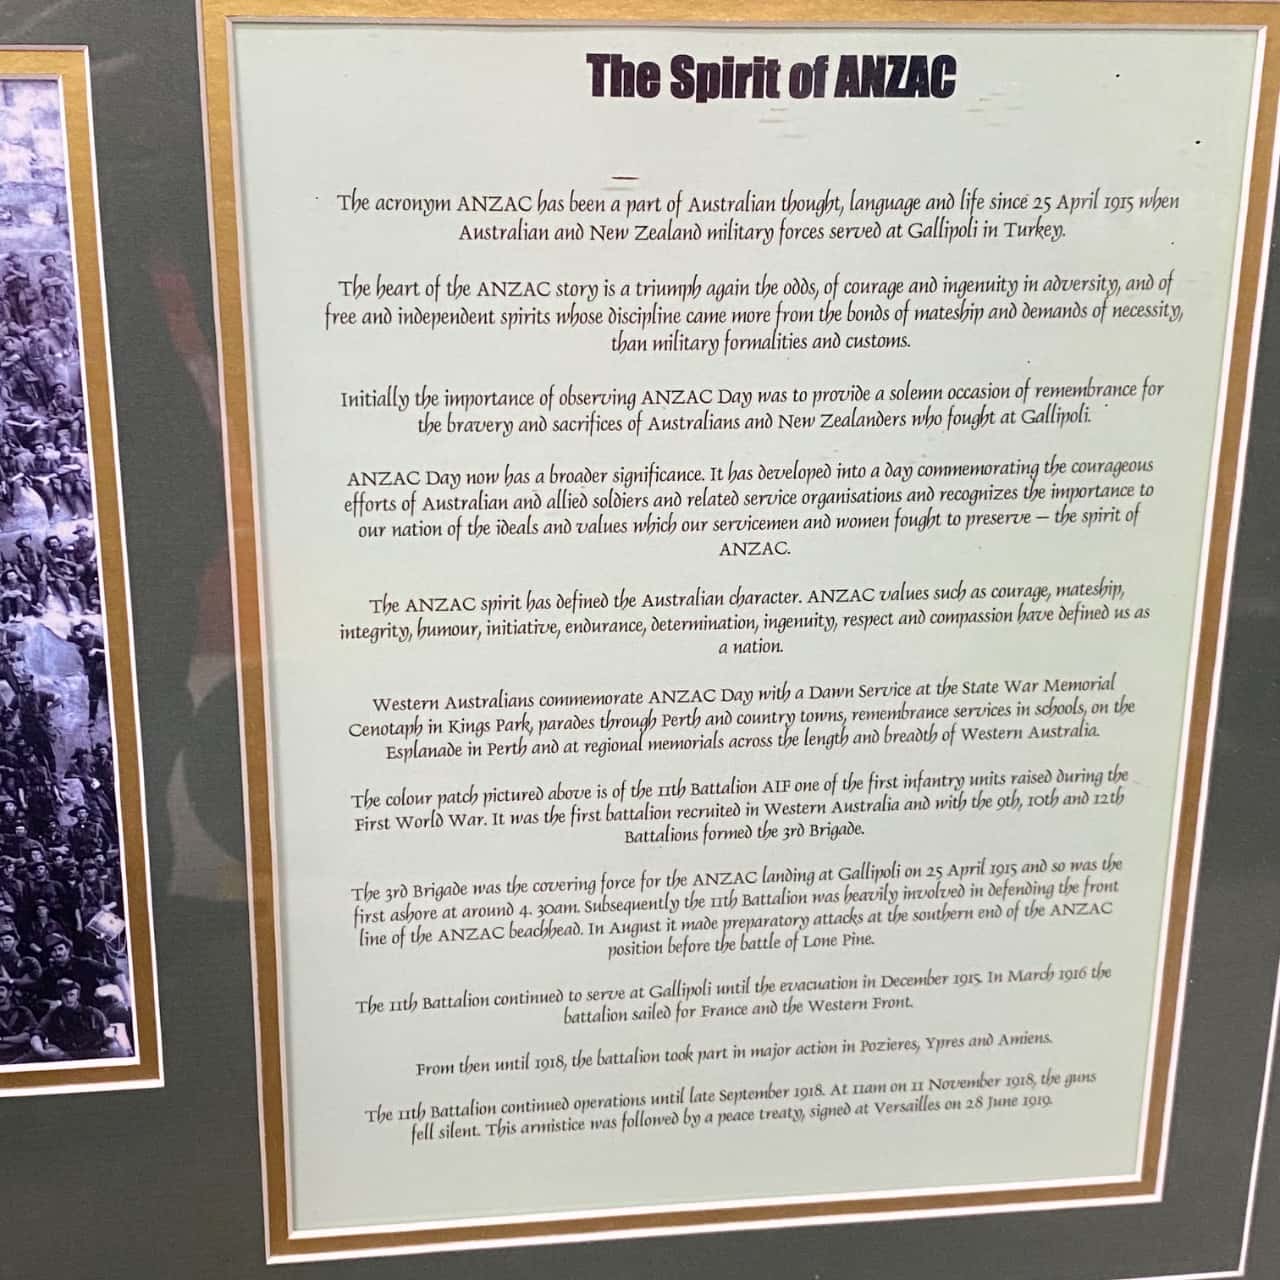 The Spirit of ANZAC
The acronym ANZAC has been a part of Australian thought, language and life since 25 April 1915 when
Australian and New Zealand military forces served at Gallipoli in Turkey.
The heart of the ANZAC story is a triumph again the odds, of courage and ingenuity in adversity, and of
free and independent spirits whose discipline came more from the bonds of mateship and demands of necessity,
than military formalities and customs.
Initially the importance of observing ANZAC Day was to provide a solemn occasion of remembrance for
the bravery and sacrifices of Australians and New Zealanders who fought at Gallipoli.
ANZAC Day now has a broader significance. It has developed into a day commemorating the courageous
efforts of Australian and allied soldiers and related service organisations and recognizes the importance to
our nation of the ideals and values which our servicemen and women fought to preserve – the spirit of
ANZAC.
The ANZAC spirit has defined the Australian character. ANZAC values such as courage, mateship,
integrity, humour, initiative, endurance, determination, ingenuity, respect and compassion have defined us as
a nation.
Western Australians commemorate ANZAC Day with a Dawn Service at the State War Memorial
Cenotaph in Kings Park, parades through Perth and country towns, remembrance services in schools, on the
Esplanade in Perth and at regional memorials across the length and breadth of Western Australia.
The colour patch pictured above is of the 11th Battalion AIF one of the first infantry units raised during the
First World War. It was the first battalion recruited in Western Australia and with the 9th, 10th and 12th
Battalions formed the 3rd Brigade.
The 3rd Brigade was the covering force for the ANZAC landing at Gallipoli on 25 April 1915 and so was the
first ashore at around 4. 30am. Subsequently the 11th Battalion was heavily involved in defending the front
line of the ANZAC beachhead. In August it made preparatory attacks at the southern end of the ANZAC
position before the battle of Lone Pine.
The 11th Battalion continued to serve at Gallipoli until the evacuation in December 1915. In March 1916 the
battalion sailed for France and the Western Front.
From then until 1918, the battalion took part in major action in Pozieres, Ypres and Amiens.
The 11th Battalion continued operations until late September 1918. At 11am on 11 November 1918, the guns
fell silent. This armistice was followed by a peace treaty, signed at Versailles on 28 June 1919.